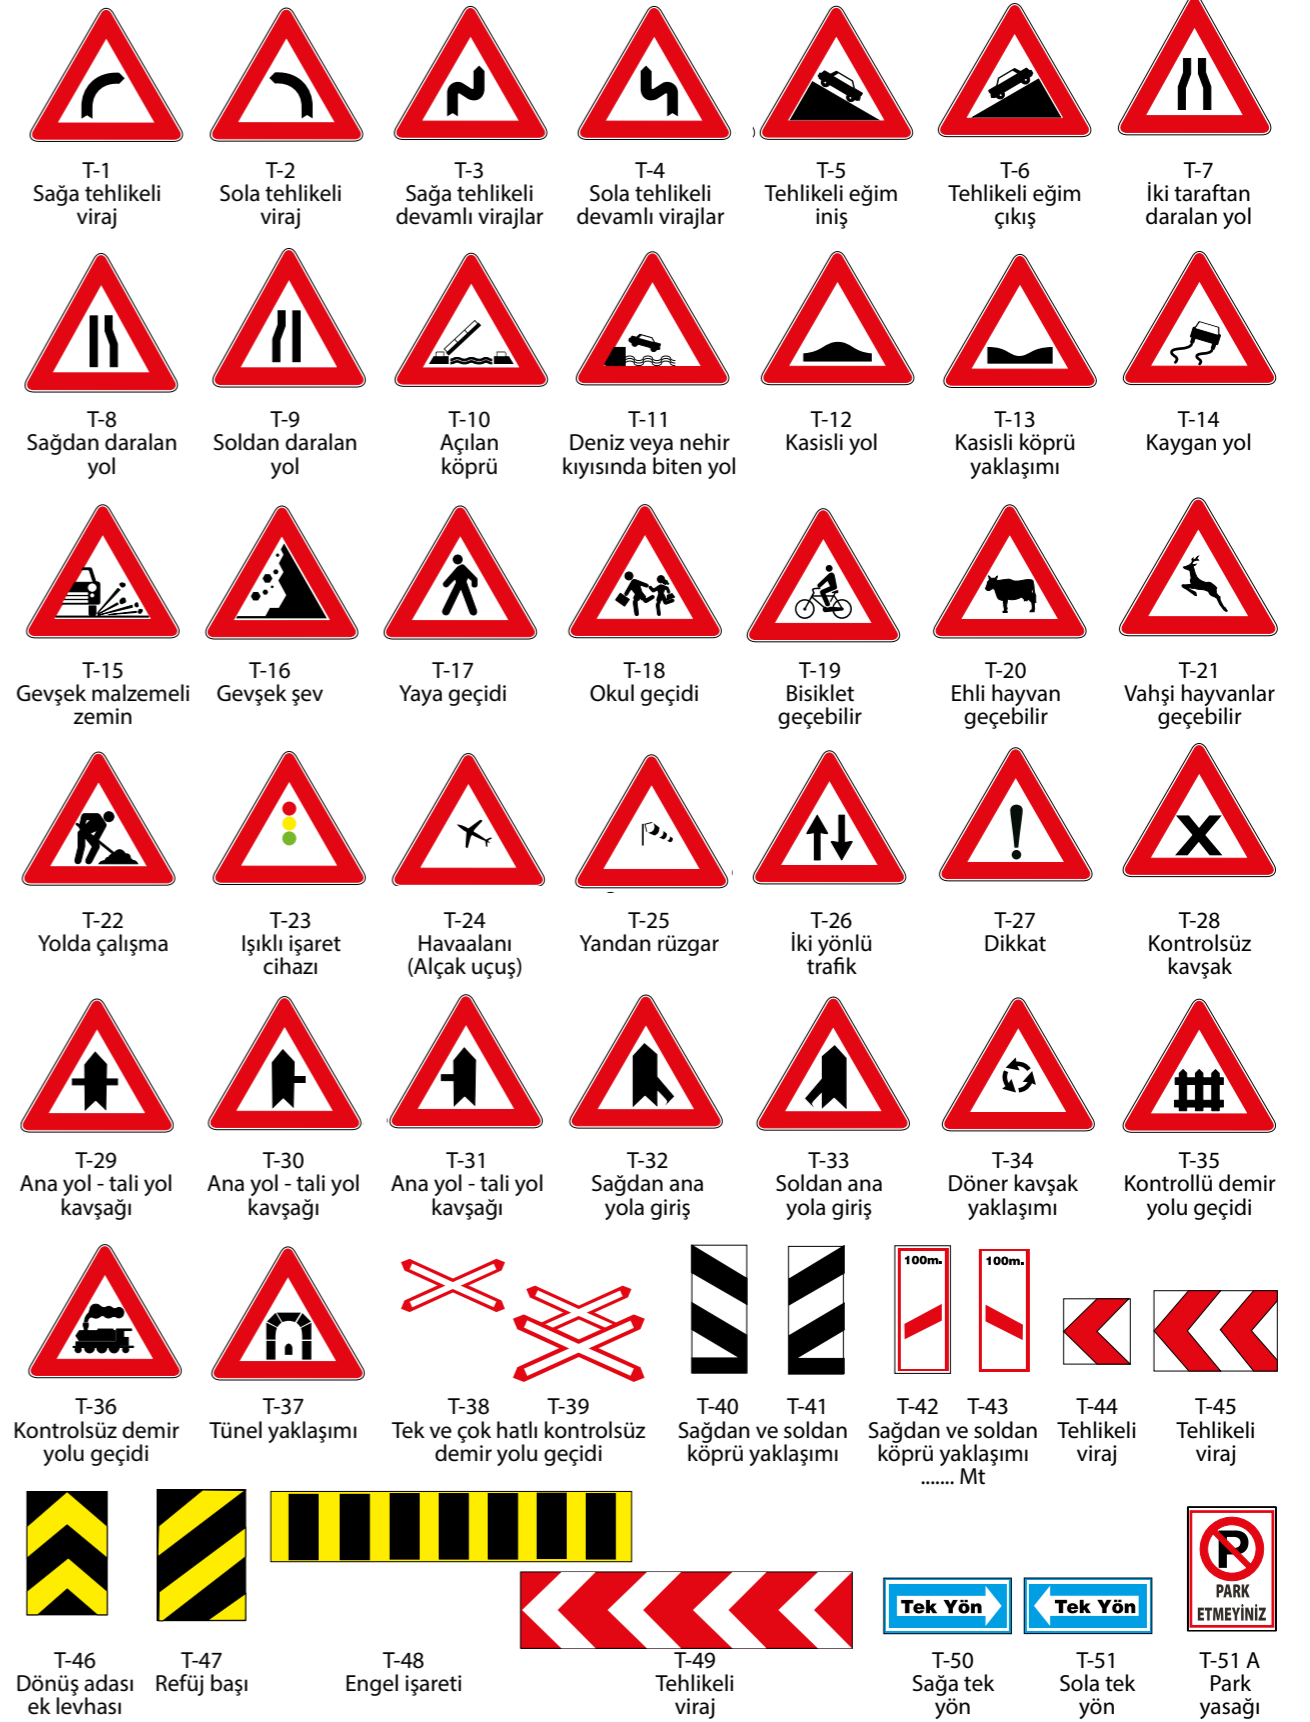 T-1
Sağa tehlikeli
viraj
T-2
Sola tehlikeli
viraj
T-3
Sağa tehlikeli
devamlı virajlar
T-4
Sola tehlikeli
devamlı virajlar
T-5
Tehlikeli eğim
iniş
T-6
Tehlikeli eğim
çıkış
T-7
İki taraftan
daralan yol
T-8
Sağdan daralan
yol
T-9
Soldan daralan
yol
T-10
Açılan
köprü
T-11
Deniz veya nehir
kıyısında biten yol
T-12
Kasisli yol
T-13
Kasisli köprü
yaklaşımı
T-14
Kaygan yol
T-15
Gevşek malzemeli
zemin
T-16
Gevşek şev
T-17
Yaya geçidi
T-18
Okul geçidi
T-19
Bisiklet
geçebilir
T-20
Ehli hayvan
geçebilir
T-21
Vahşi hayvanlar
geçebilir
T-22
Yolda çalışma
T-23
Işıklı işaret
cihazı
T-24
Havaalanı
(Alçak uçuş)
T-25
Yandan rüzgar
T-26
İki yönlü
trafik
T-27
Dikkat
T-28
Kontrolsüz
kavşak
T-29
Ana yol - tali yol
kavşağı
T-30
Ana yol - tali yol
kavşağı
T-31
Ana yol - tali yol
kavşağı
T-32
Sağdan ana
yola giriş
T-33
Soldan ana
yola giriş
T-34
Döner kavşak
yaklaşımı
T-35
Kontrollü demir
yolu geçidi
T-36
Kontrolsüz demir
yolu geçidi
T-37
Tünel yaklaşımı
T-38 T-39
Tek ve çok hatlı kontrolsüz
demir yolu geçidi
T-40 T-41
Sağdan ve soldan
köprü yaklaşımı
100m.
100m.
T-42 T-43
Sağdan ve soldan
köprü yaklaşımı
....... Mt
T-44
Tehlikeli
viraj
T-45
Tehlikeli
viraj
T-46
Dönüş adası
ek levhası
T-47
Refüj başı
T-48
Engel işareti
T-49
Tehlikeli
viraj
Tek Yön
T-50
Sağa tek
yön
Tek Yön
T-51
Sola tek
yön
P
PARK
ETMEYİNİZ
T-51 A
Park
yasağı